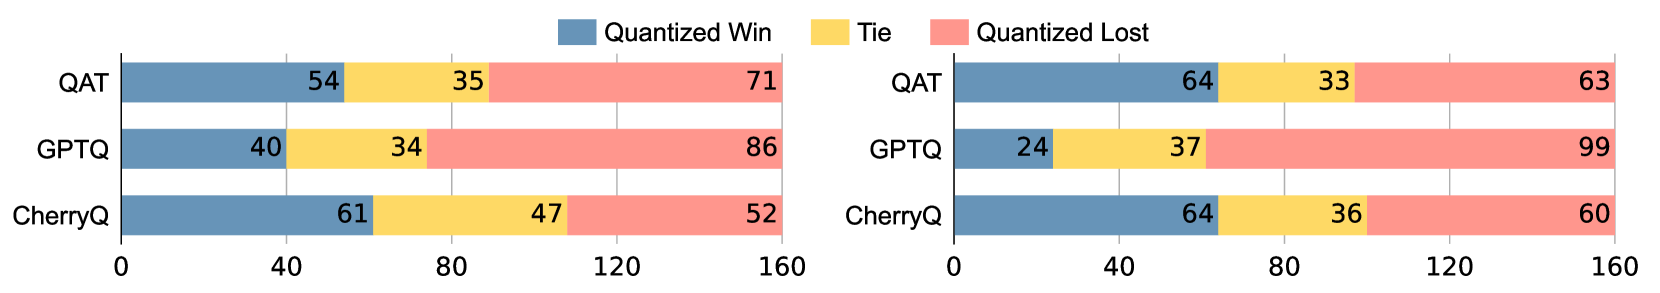 Quantized Win Tie Quantized Lost
QAT 54 35 71
GPTQ 40 34 86
CherryQ 61 47 52
0 40 80 120 160
QAT 64 33 63
GPTQ 24 37 99
CherryQ 64 36 60
0 40 80 120 160